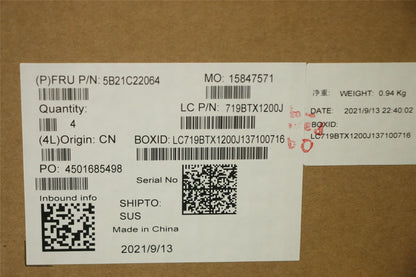 (P)FRU P/N: 5B21C22064
MO: 15847571
Quantity:
4
LC P/N: 719BTX1200J
(4L)Origin: CN
BOXID: LC719BTX1200J137100716
PO: 4501685498
Serial No
Inbound info
SHIPTO:
SUS
Made in China
2021/9/13
净重: WEIGHT: 0.94 Kg
DATE: 2021/9/13 22:40:02
BOXID:
LC719BTX1200J137100716